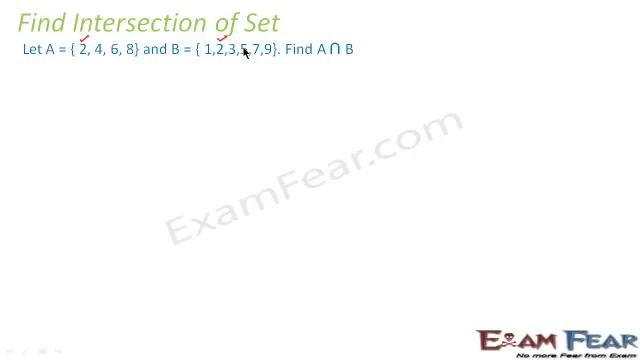 Find Intersection of Set
Let A = { 2, 4, 6, 8} and B = { 1,2,3,5,7,9}. Find A ∩ B
ExamFear.com
EXAM FEAR
No more Fear from Exam